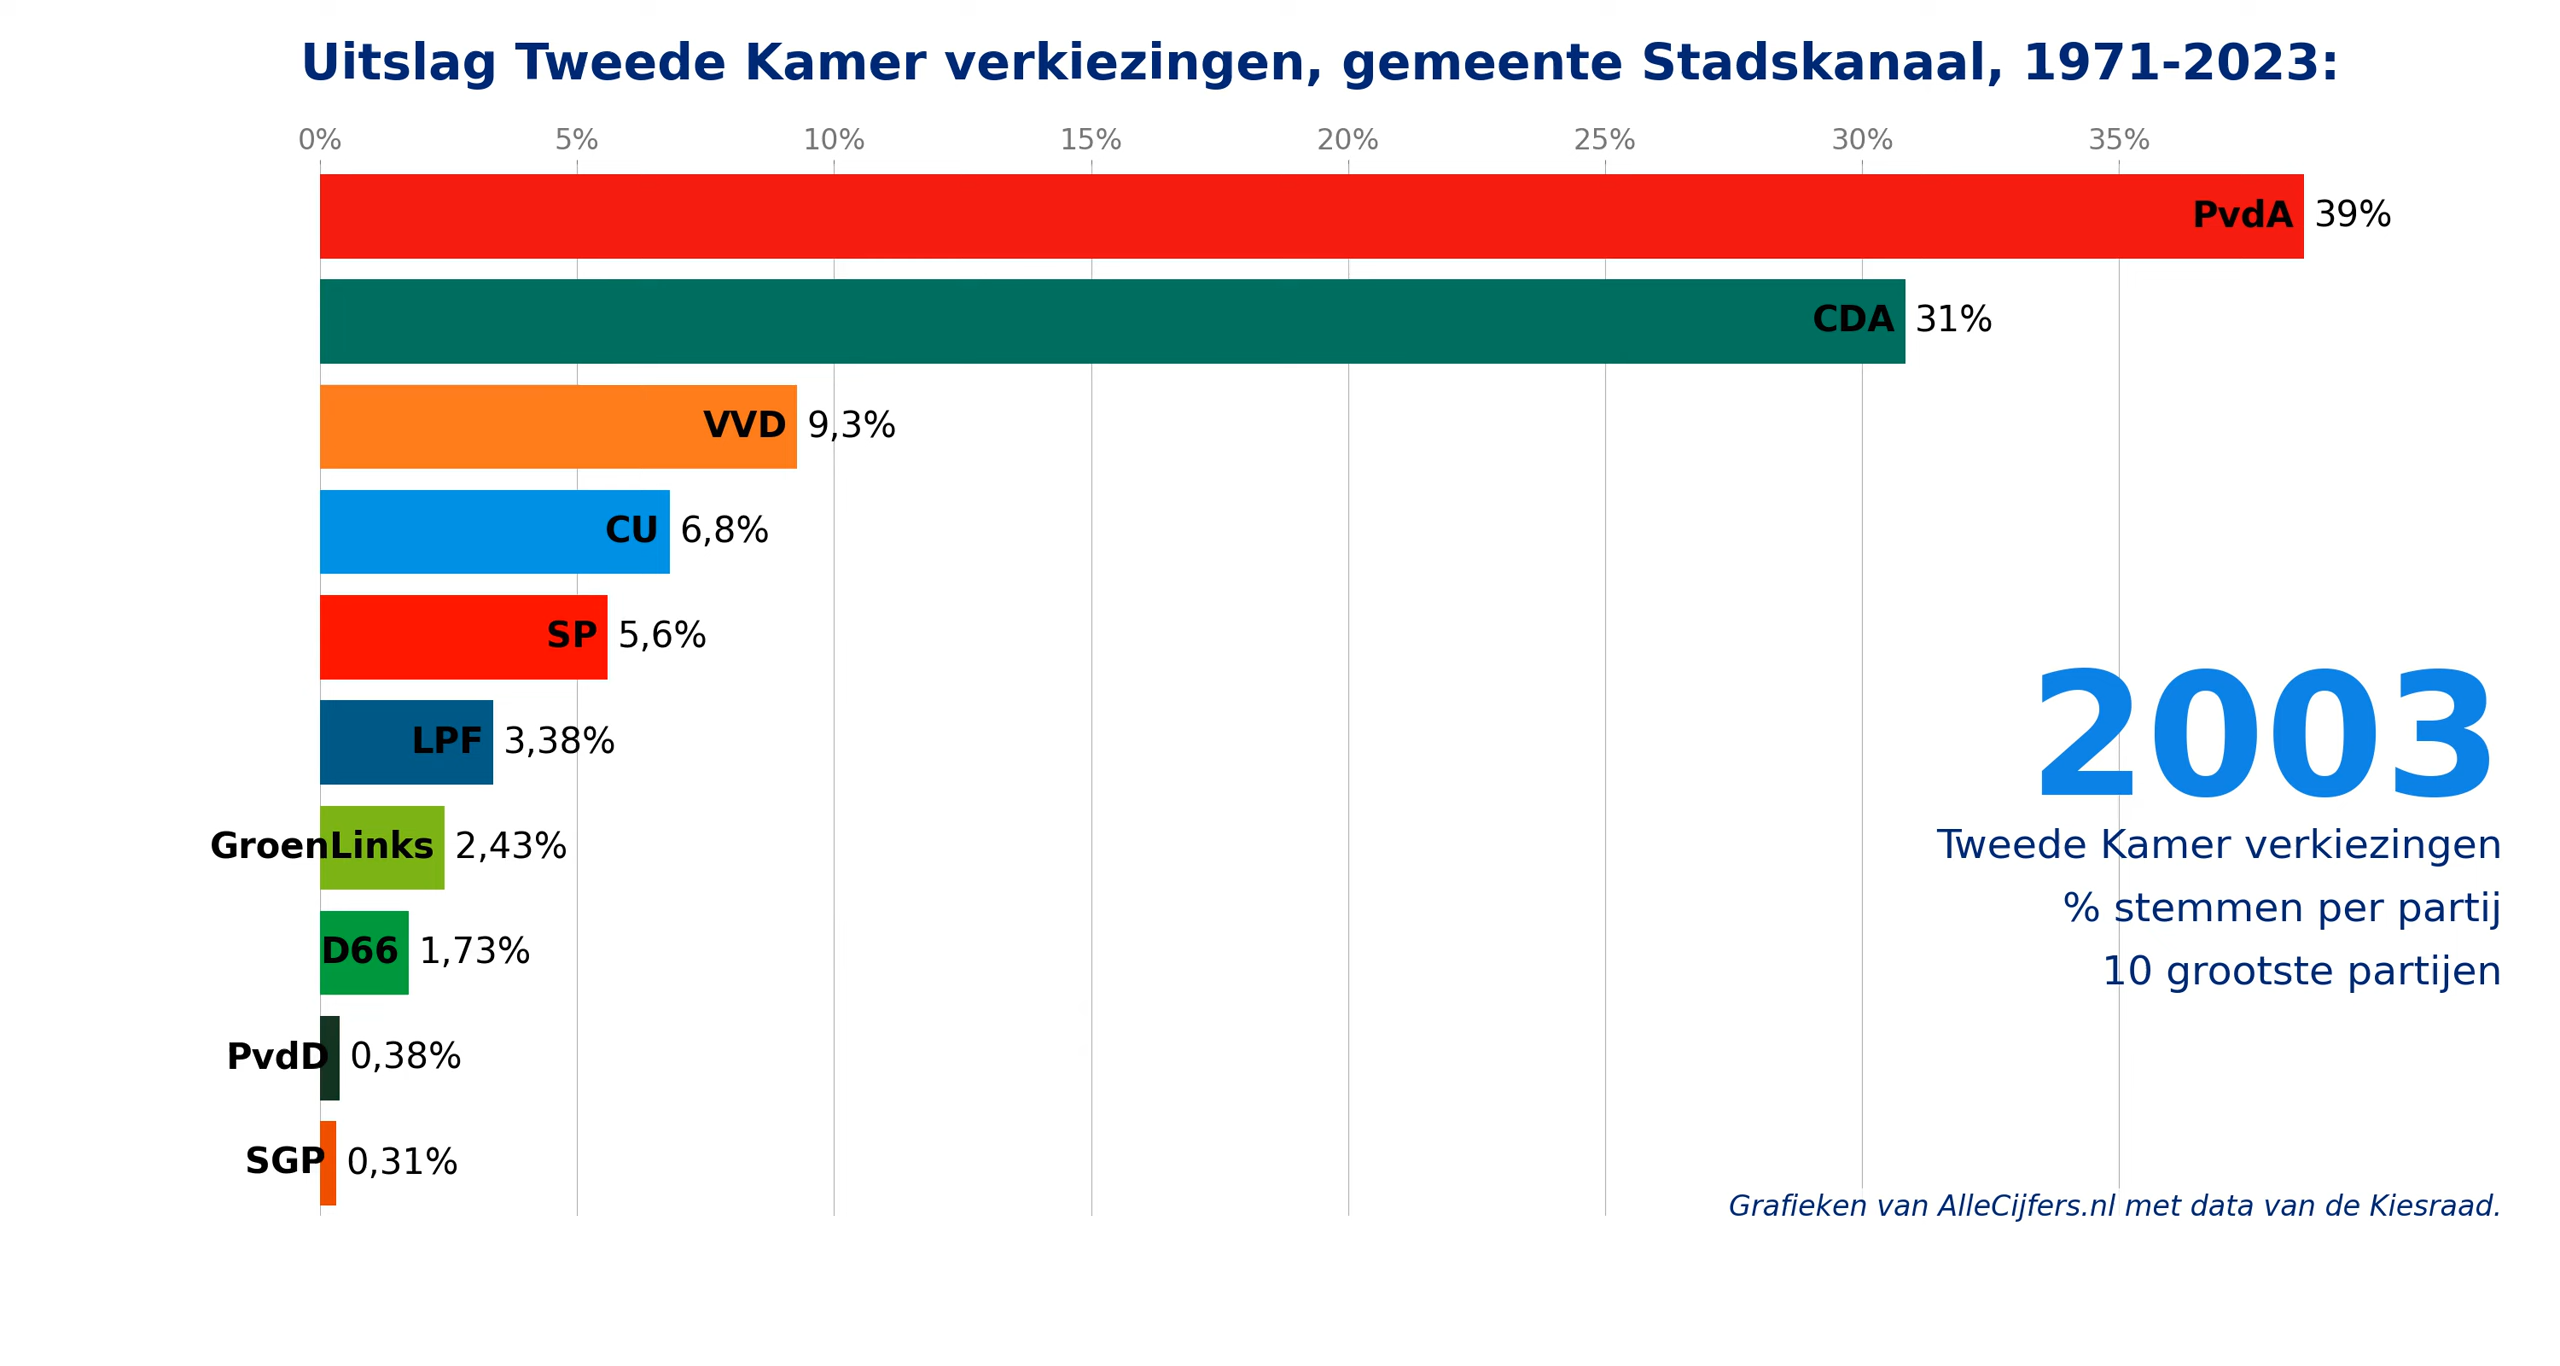 Uitslag Tweede Kamer verkiezingen, gemeente Stadskanaal, 1971-2023:
0% 5% 10% 15% 20% 25% 30% 35%
PvdA 39%
CDA 31%
VVD 9,3%
CU 6,8%
SP 5,6%
LPF 3,38%
GroenLinks 2,43%
D66 1,73%
PvdD 0,38%
SGP 0,31%
2003
Tweede Kamer verkiezingen
% stemmen per partij
10 grootste partijen
Grafieken van AlleCijfers.nl met data van de Kiesraad.